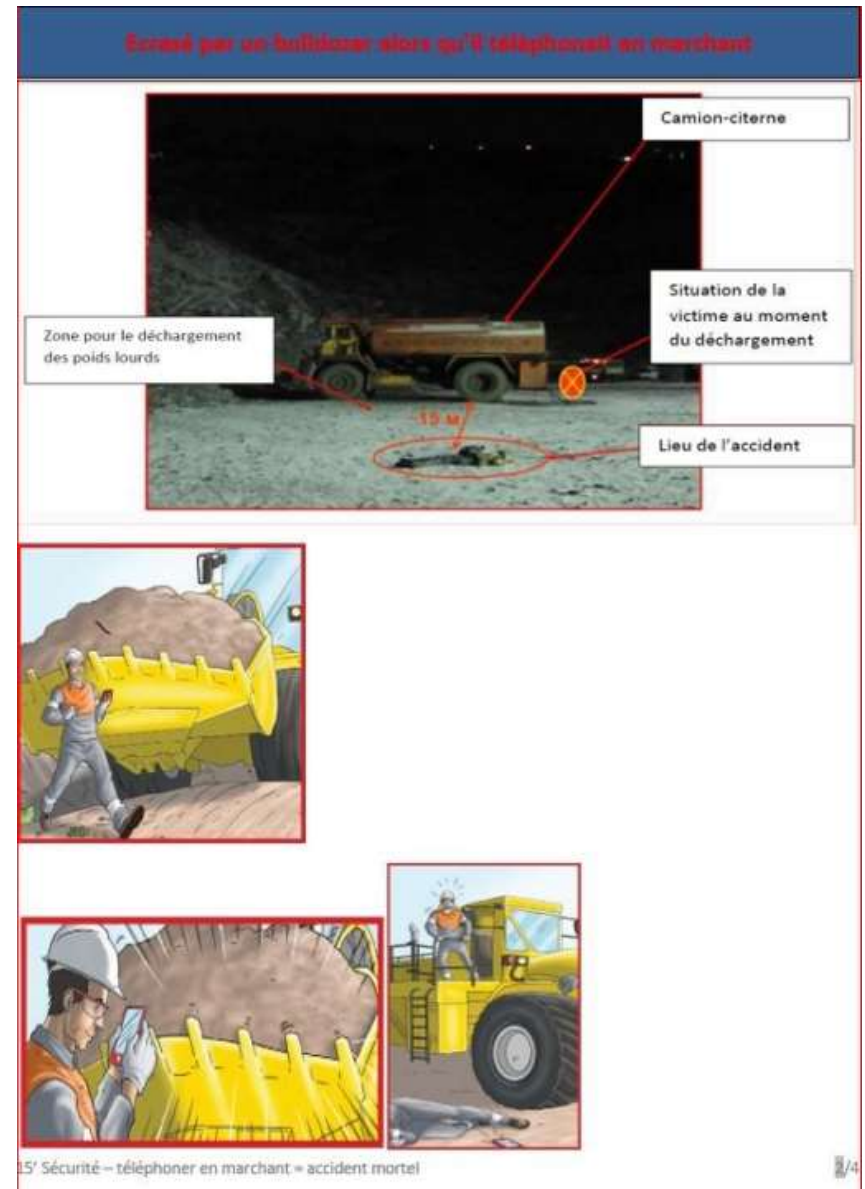 Ecrasé par un bulldozer alors qu'il téléphonait en marchant
Camion-citerne
Situation de la
victime au moment
du déchargement
Zone pour le déchargement
des poids lourds
15 м
Lieu de l'accident
15' Sécurité – téléphoner en marchant = accident mortel
2/4